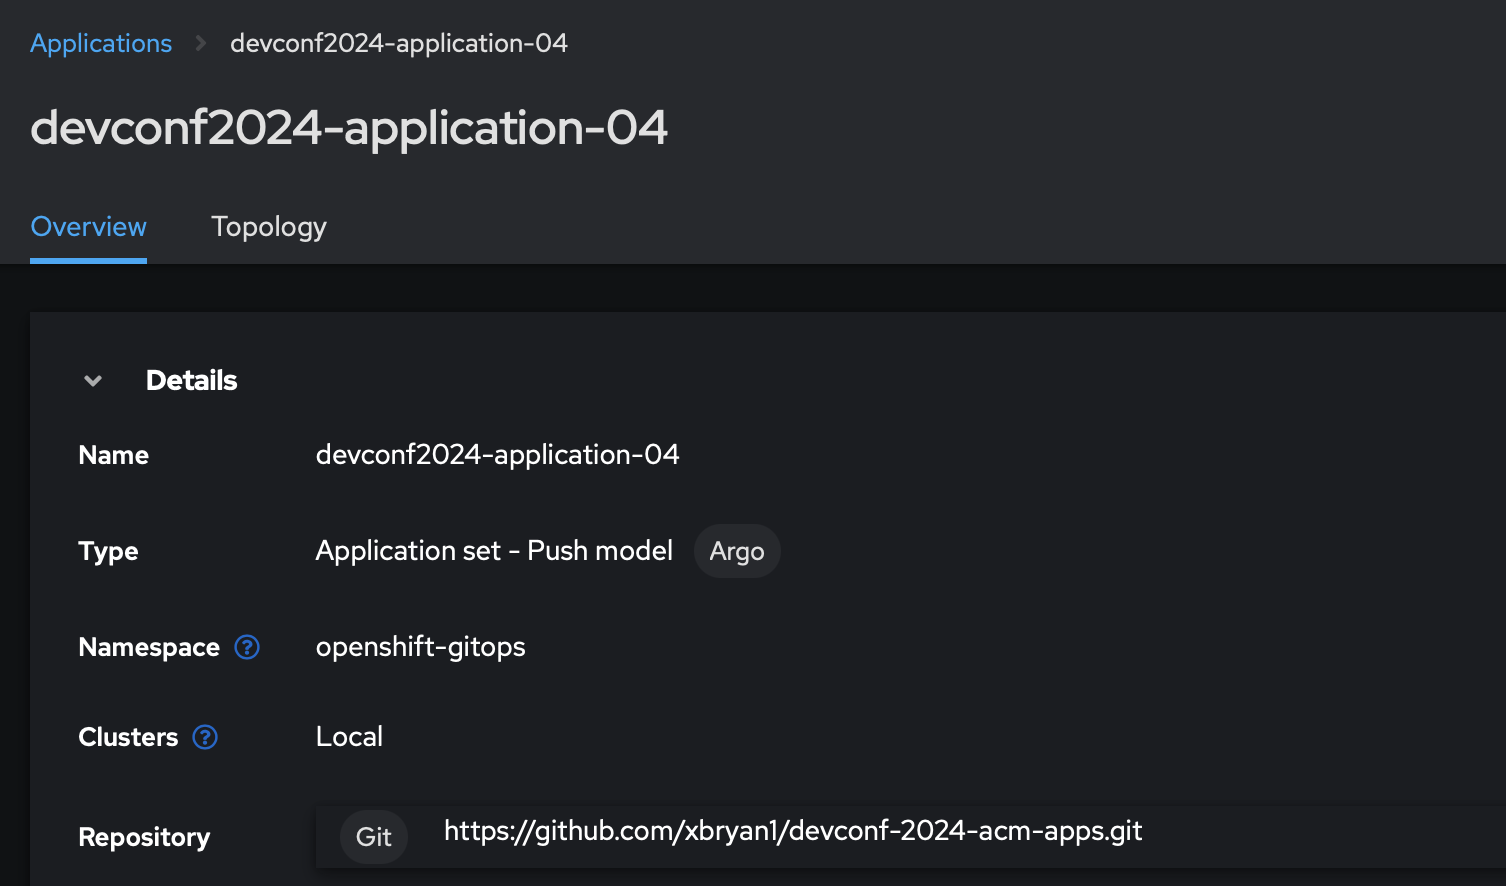 Applications > devconf2024-application-04
devconf2024-application-04
Overview Topology
Details
Name devconf2024-application-04
Type Application set - Push model Argo
Namespace ? openshift-gitops
Clusters ? Local
Repository Git https://github.com/xbryan1/devconf-2024-acm-apps.git